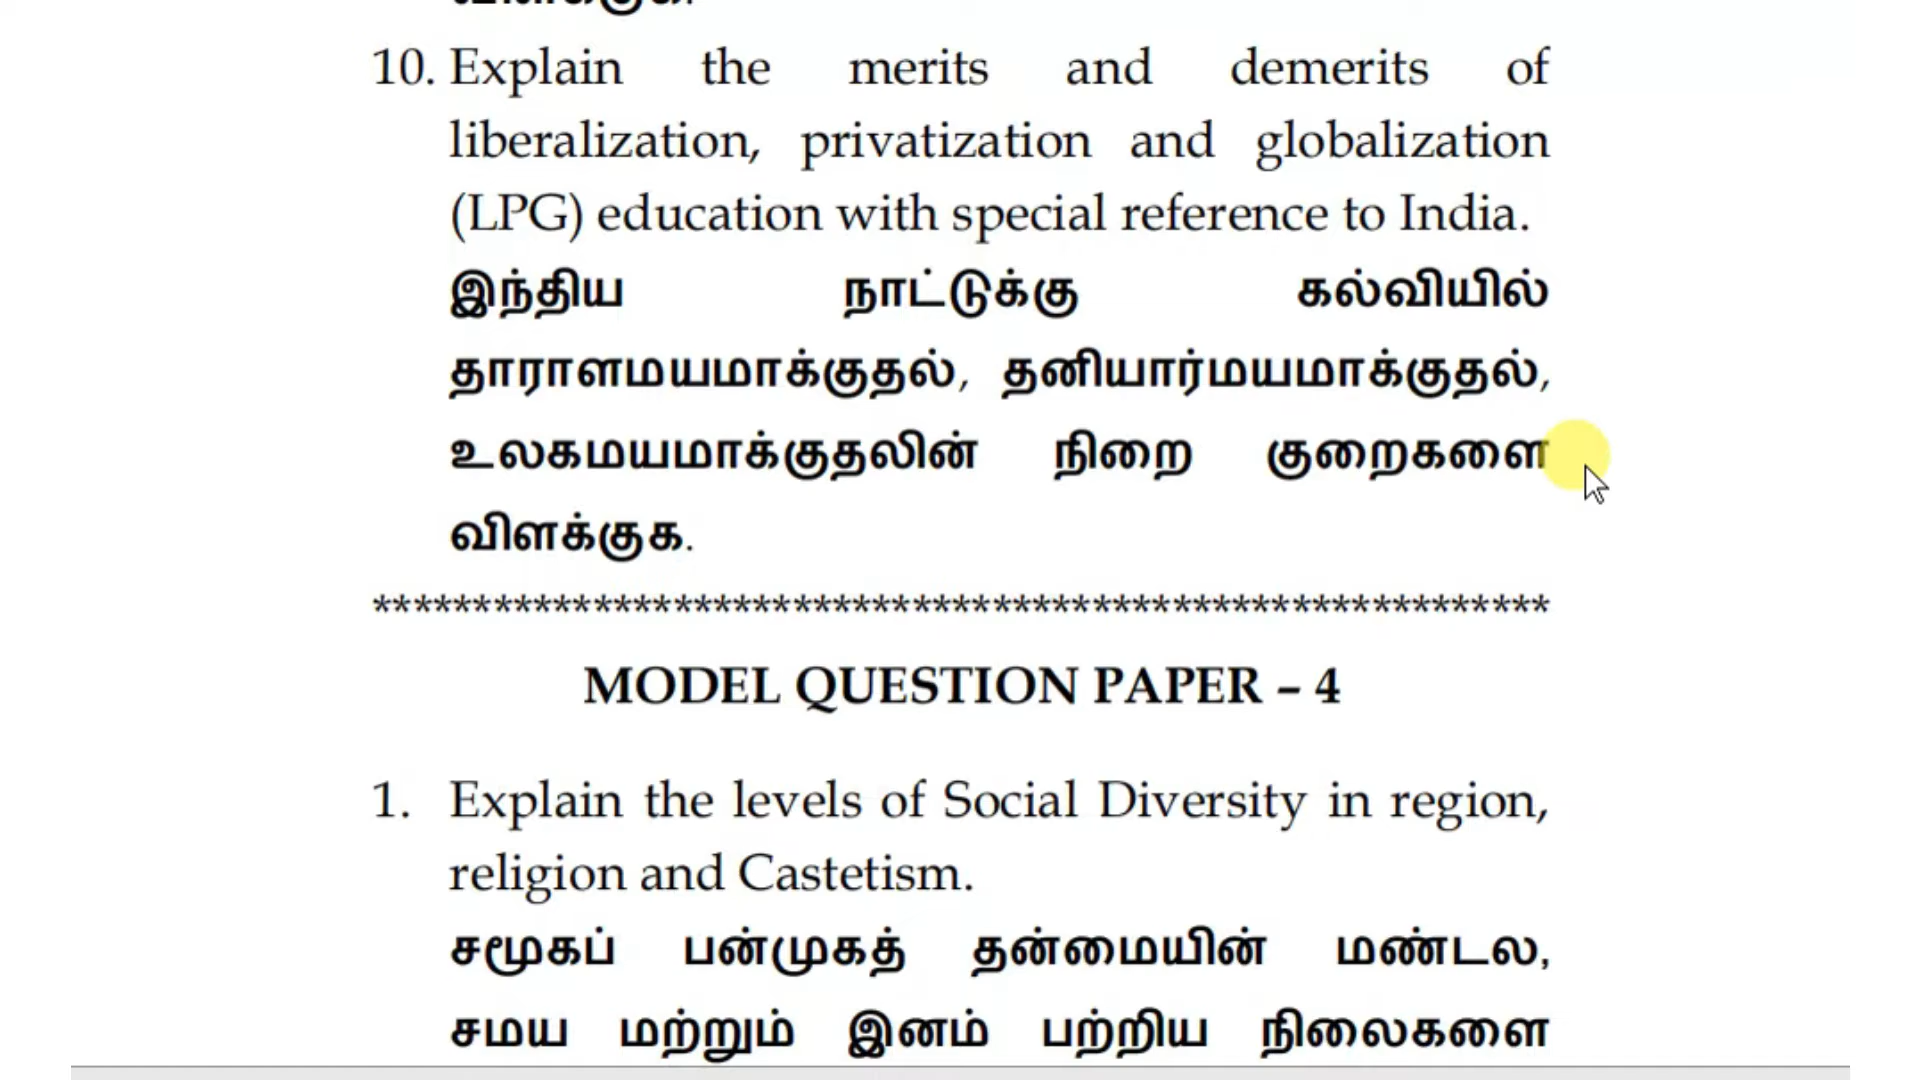 விளக்குக.
10. Explain the merits and demerits of
liberalization, privatization and globalization
(LPG) education with special reference to India.
இந்திய நாட்டுக்கு கல்வியில்
தாராளமயமாக்குதல், தனியார்மயமாக்குதல்,
உலகமயமாக்குதலின் நிறை குறைகளை
விளக்குக.
***********************************************************
MODEL QUESTION PAPER – 4
1. Explain the levels of Social Diversity in region,
religion and Castetism.
சமூகப் பன்முகத் தன்மையின் மண்டல,
சமய மற்றும் இனம் பற்றிய நிலைகளை